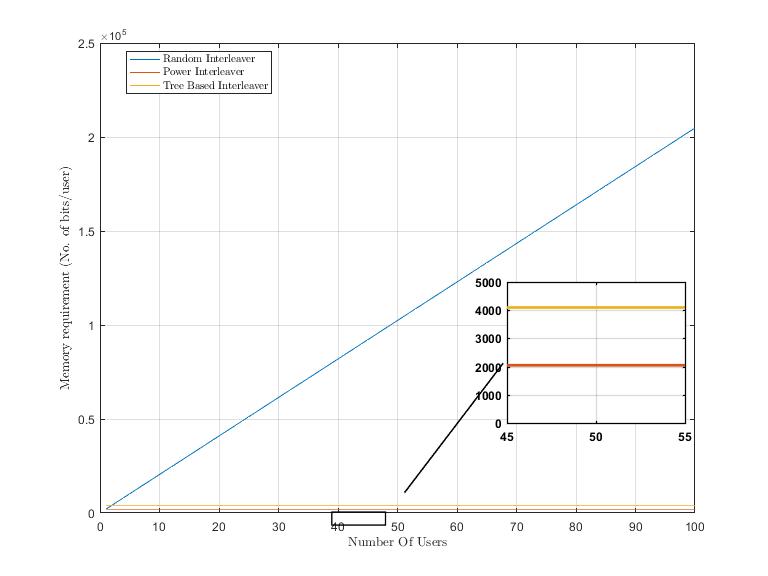 ×10^5
2.5
Random Interleaver
Power Interleaver
Tree Based Interleaver
2
1.5
1
0.5
0
Memory requirement (No. of bits/user)
5000
4000
3000
2000
1000
0
45 50 55
0 10 20 30 40 50 60 70 80 90 100
Number Of Users